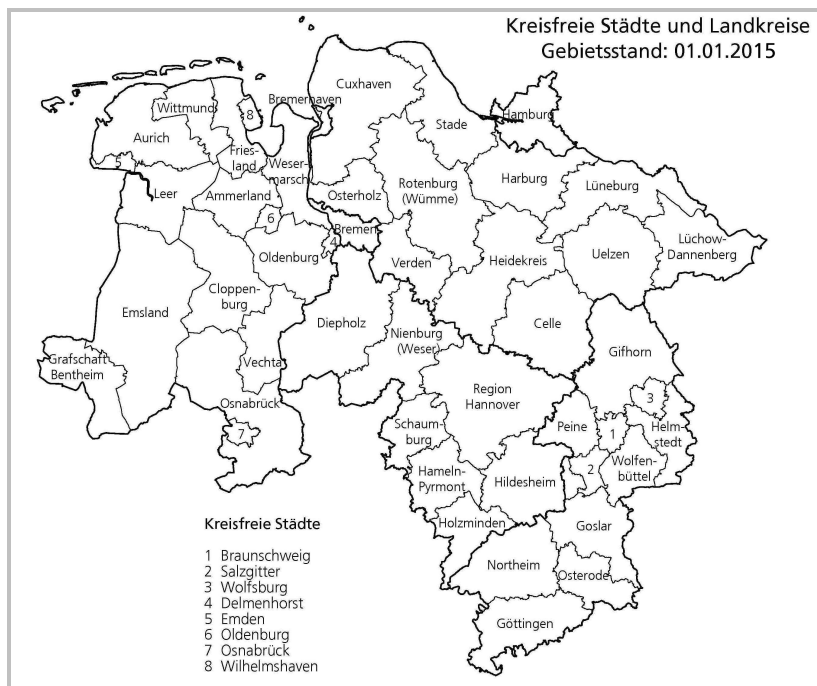 Kreisfreie Städte und Landkreise
Gebietsstand: 01.01.2015
Cuxhaven
Bremerhaven
Wittmund
8
7
Hamburg
Stade
Aurich
Fries-
land
5
Weser-
marsch
Harburg
Lüneburg
Leer
Ammerland
Osterholz
Rotenburg
(Wümme)
6
4
Bremen
Lüchow-
Dannenberg
Oldenburg
Verden
Heidekreis
Uelzen
Cloppen-
burg
Emsland
Diepholz
Nienburg
(Weser)
Celle
Gifhorn
Grafschaft
Bentheim
Vechta
Region
Hannover
3
Osnabrück
7
Schaum-
burg
Peine
1
Helm-
stedt
Hameln-
Pyrmont
Hildesheim
2
Wolfen-
büttel
Holzminden
Goslar
Northeim
Osterode
Göttingen
Kreisfreie Städte
1 Braunschweig
2 Salzgitter
3 Wolfsburg
4 Delmenhorst
5 Emden
6 Oldenburg
7 Osnabrück
8 Wilhelmshaven